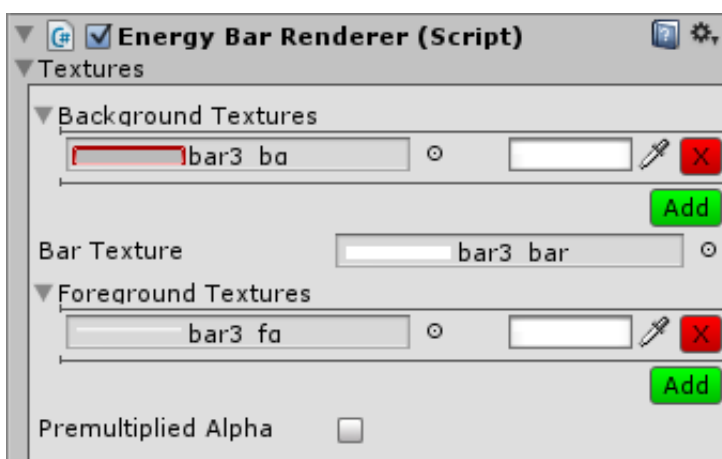 Energy Bar Renderer (Script)
Textures
Background Textures
bar3_bg
X
Add
Bar Texture
bar3_bar
Foreground Textures
bar3_fg
X
Add
Premultiplied Alpha